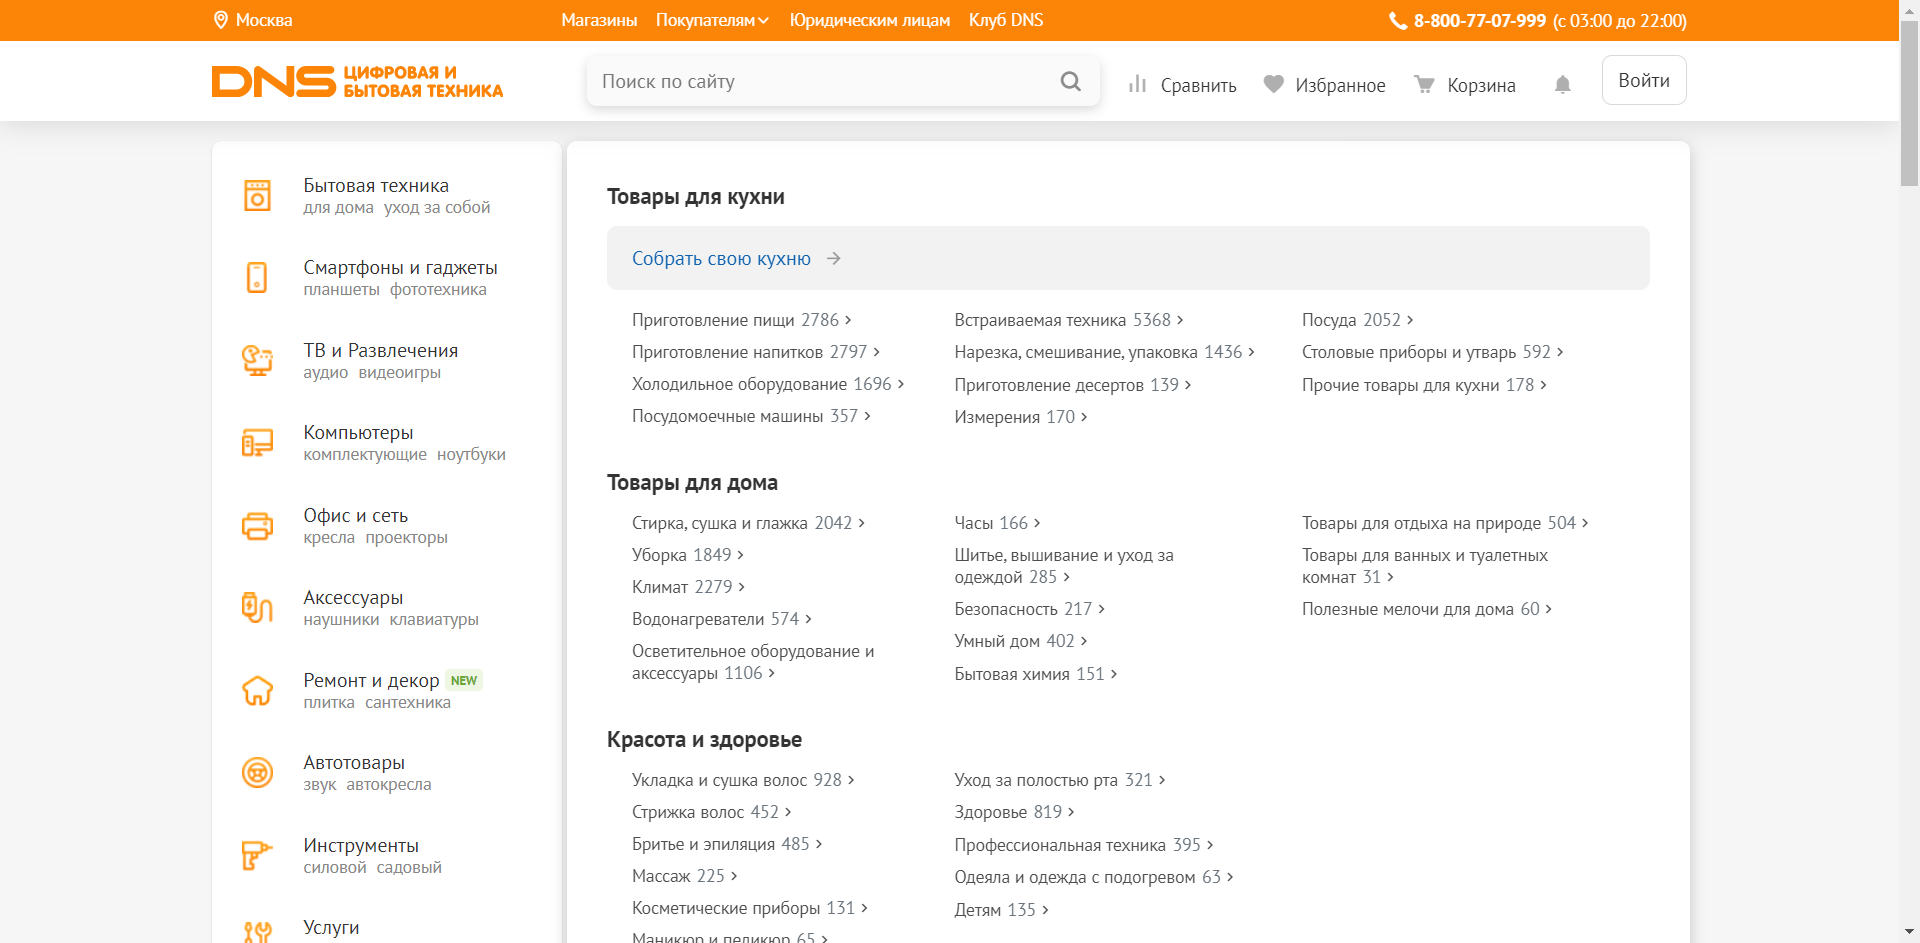 Москва
Магазины Покупателям Юридическим лицам Клуб DNS
8-800-77-07-999 (с 03:00 до 22:00)
DNS ЦИФРОВАЯ И
БЫТОВАЯ ТЕХНИКА
Поиск по сайту
Сравнить Избранное Корзина Войти
Бытовая техника
для дома уход за собой
Смартфоны и гаджеты
планшеты фототехника
ТВ и Развлечения
аудио видеоигры
Компьютеры
комплектующие ноутбуки
Офис и сеть
кресла проекторы
Аксессуары
наушники клавиатуры
Ремонт и декор NEW
плитка сантехника
Автотовары
звук автокресла
Инструменты
силовой садовый
Услуги
Товары для кухни
Собрать свою кухню
Приготовление пищи 2786
Приготовление напитков 2797
Холодильное оборудование 1696
Посудомоечные машины 357
Встраиваемая техника 5368
Нарезка, смешивание, упаковка 1436
Приготовление десертов 139
Измерения 170
Посуда 2052
Столовые приборы и утварь 592
Прочие товары для кухни 178
Товары для дома
Стирка, сушка и глажка 2042
Уборка 1849
Климат 2279
Водонагреватели 574
Осветительное оборудование и
аксессуары 1106
Часы 166
Шитье, вышивание и уход за
одеждой 285
Безопасность 217
Умный дом 402
Бытовая химия 151
Товары для отдыха на природе 504
Товары для ванных и туалетных
комнат 31
Полезные мелочи для дома 60
Красота и здоровье
Укладка и сушка волос 928
Стрижка волос 452
Бритье и эпиляция 485
Массаж 225
Косметические приборы 131
Маникюр и педикюр 65
Уход за полостью рта 321
Здоровье 819
Профессиональная техника 395
Одеяла и одежда с подогревом 63
Детям 135